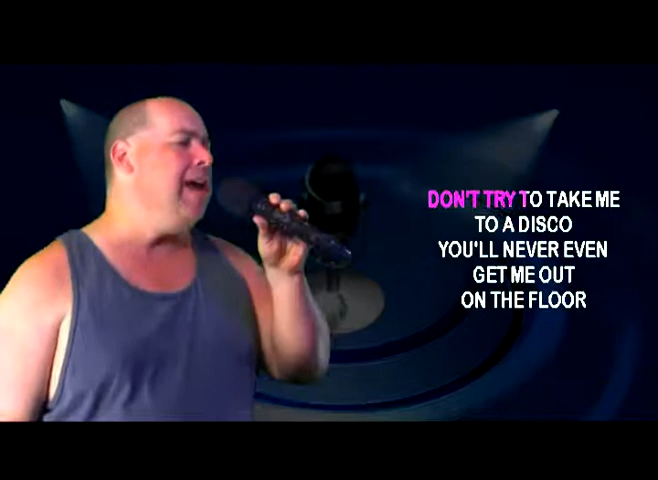 DON'T TRY TO TAKE ME
TO A DISCO
YOU'LL NEVER EVEN
GET ME OUT
ON THE FLOOR